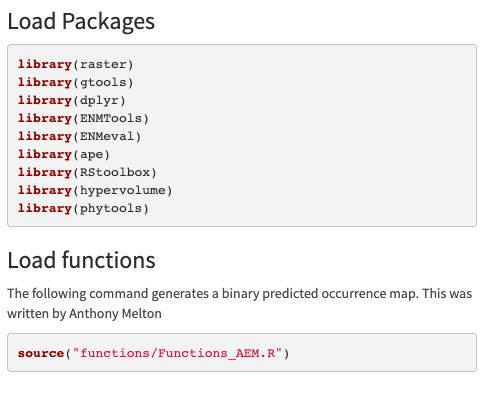 Load Packages
library(raster)
library(gtools)
library(dplyr)
library(ENMTools)
library(ENMeval)
library(ape)
library(RStoolbox)
library(hypervolume)
library(phytools)
Load functions
The following command generates a binary predicted occurrence map. This was
written by Anthony Melton
source("functions/Functions_AEM.R")